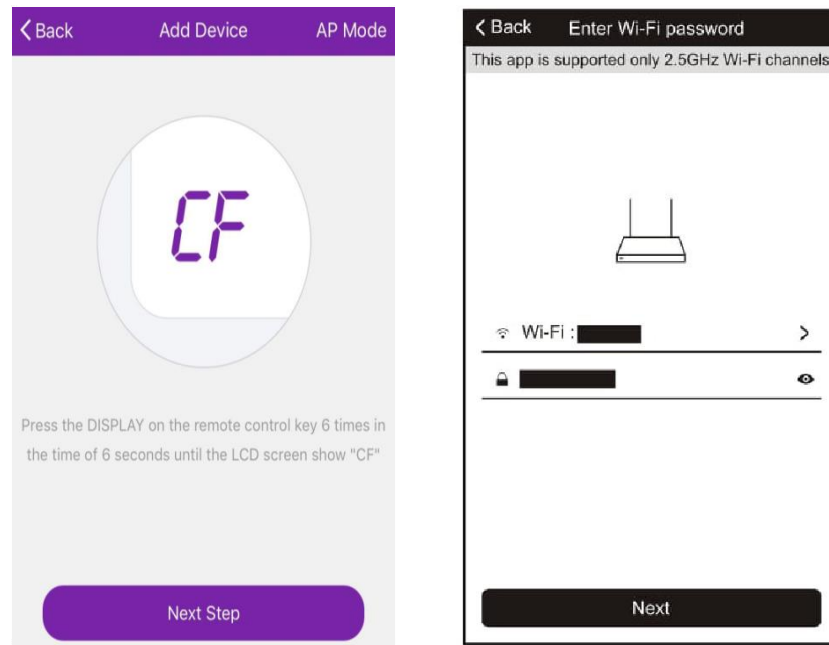 Back Add Device AP Mode
CF
Press the DISPLAY on the remote control key 6 times in
the time of 6 seconds until the LCD screen show "CF"
Next Step
Back Enter Wi-Fi password
This app is supported only 2.5GHz Wi-Fi channels
Wi-Fi :
Next